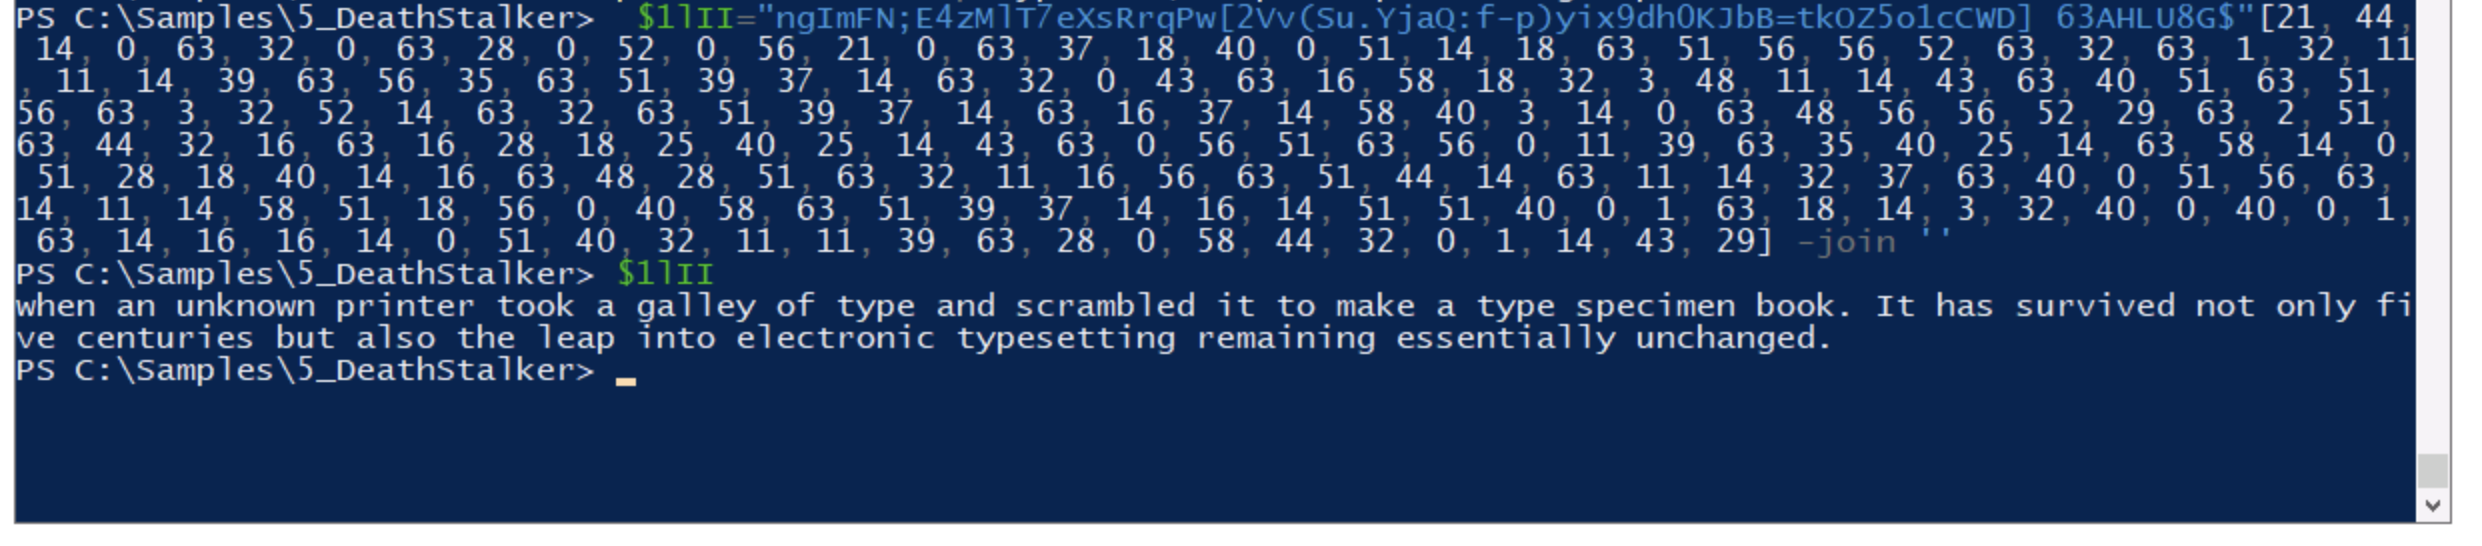 PS C:\Samples\5_DeathStalker>  $1lII="ngImFN;E4zMlT7eXsRrqPw[2Vv(Su.YjaQ:f-p)yix9dh0KJbB=tkOZ5o1cCWD] 63AHLU8G$"[21, 44,
 14, 0, 63, 32, 0, 63, 28, 0, 52, 0, 56, 21, 0, 63, 37, 18, 40, 0, 51, 14, 18, 63, 51, 56, 56, 52, 63, 32, 63, 1, 32, 11
, 11, 14, 39, 63, 56, 35, 63, 51, 39, 37, 14, 63, 32, 0, 43, 63, 16, 58, 18, 32, 3, 48, 11, 14, 43, 63, 40, 51, 63, 51,
56, 63, 3, 32, 52, 14, 63, 32, 63, 51, 39, 37, 14, 63, 16, 37, 14, 58, 40, 3, 14, 0, 63, 48, 56, 56, 52, 29, 63, 2, 51,
63, 44, 32, 16, 63, 16, 28, 18, 25, 40, 25, 14, 43, 63, 0, 56, 51, 63, 56, 0, 11, 39, 63, 35, 40, 25, 14, 63, 58, 14, 0,
 51, 28, 18, 40, 14, 16, 63, 48, 28, 51, 63, 32, 11, 16, 56, 63, 51, 44, 14, 63, 11, 14, 32, 37, 63, 40, 0, 51, 56, 63,
14, 11, 14, 58, 51, 18, 56, 0, 40, 58, 63, 51, 39, 37, 14, 16, 14, 51, 51, 40, 0, 1, 63, 18, 14, 3, 32, 40, 0, 40, 0, 1,
 63, 14, 16, 16, 14, 0, 51, 40, 32, 11, 11, 39, 63, 28, 0, 58, 44, 32, 0, 1, 14, 43, 29] -join ''
PS C:\Samples\5_DeathStalker> $1lII
when an unknown printer took a galley of type and scrambled it to make a type specimen book. It has survived not only fi
ve centuries but also the leap into electronic typesetting remaining essentially unchanged.
PS C:\Samples\5_DeathStalker>